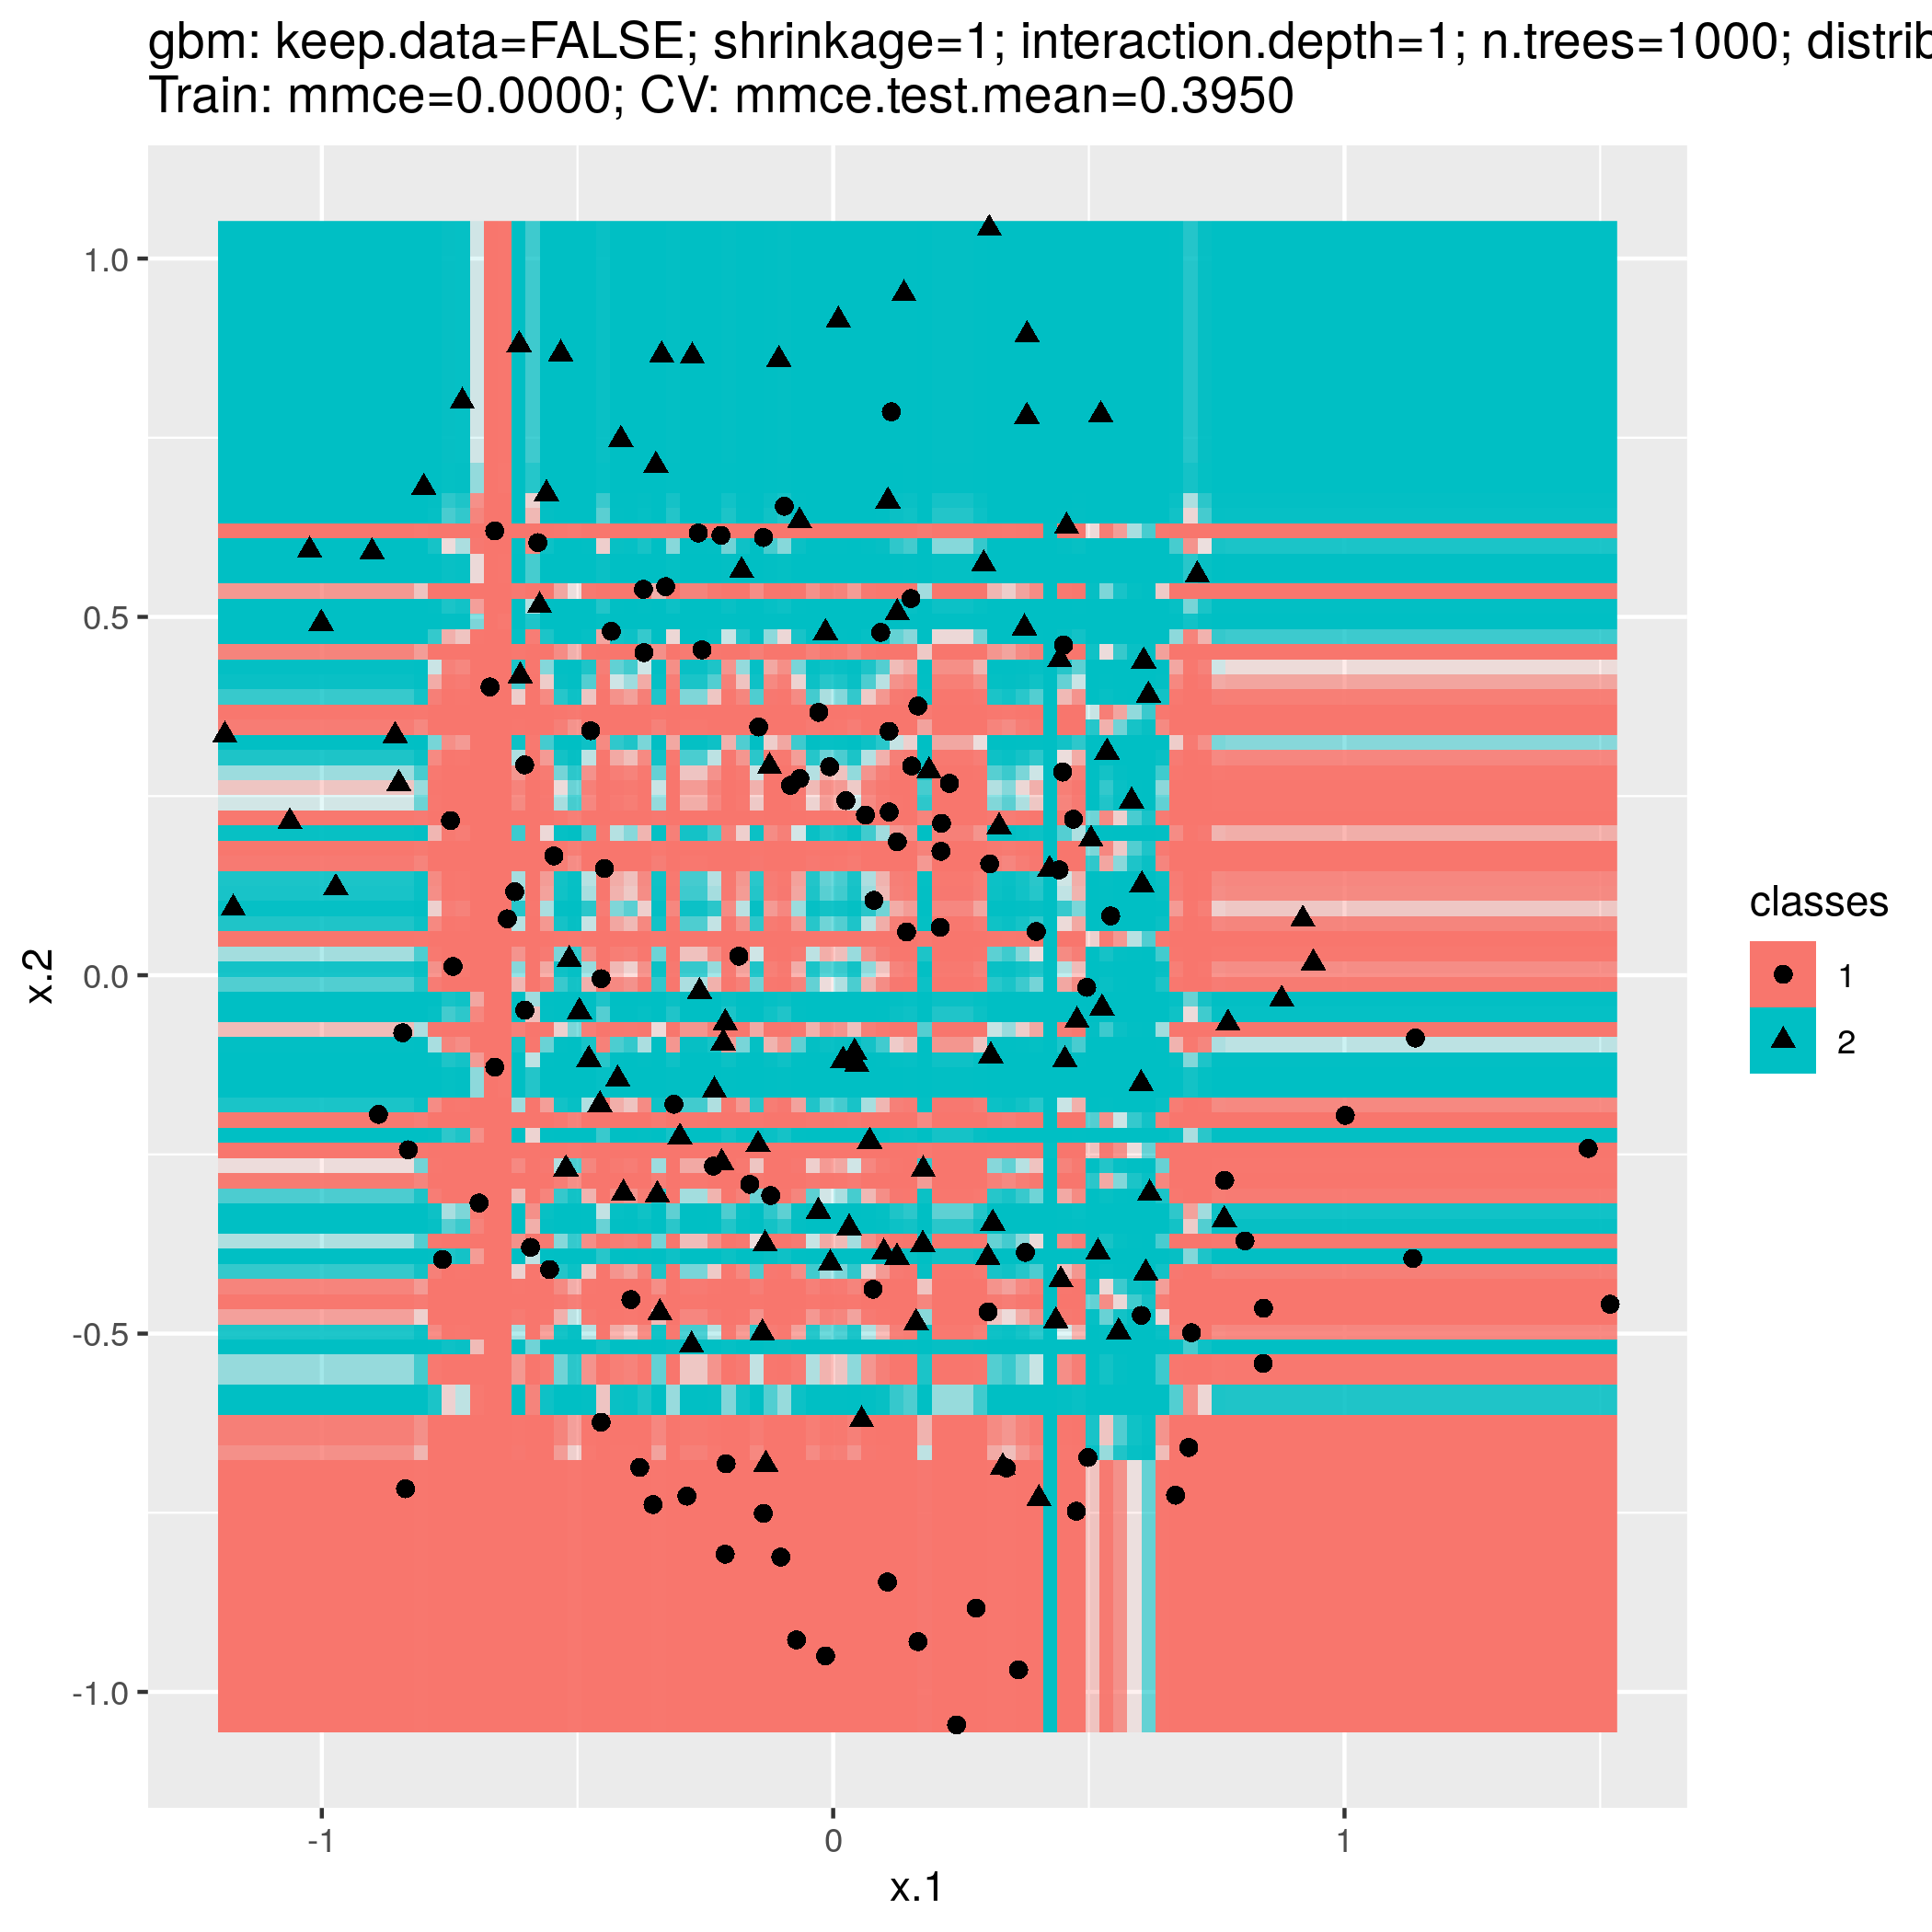 gbm: keep.data=FALSE; shrinkage=1; interaction.depth=1; n.trees=1000; distrib
Train: mmce=0.0000; CV: mmce.test.mean=0.3950
1.0
0.5
0.0
-0.5
-1.0
x.2
-1
0
1
x.1
classes
1
2